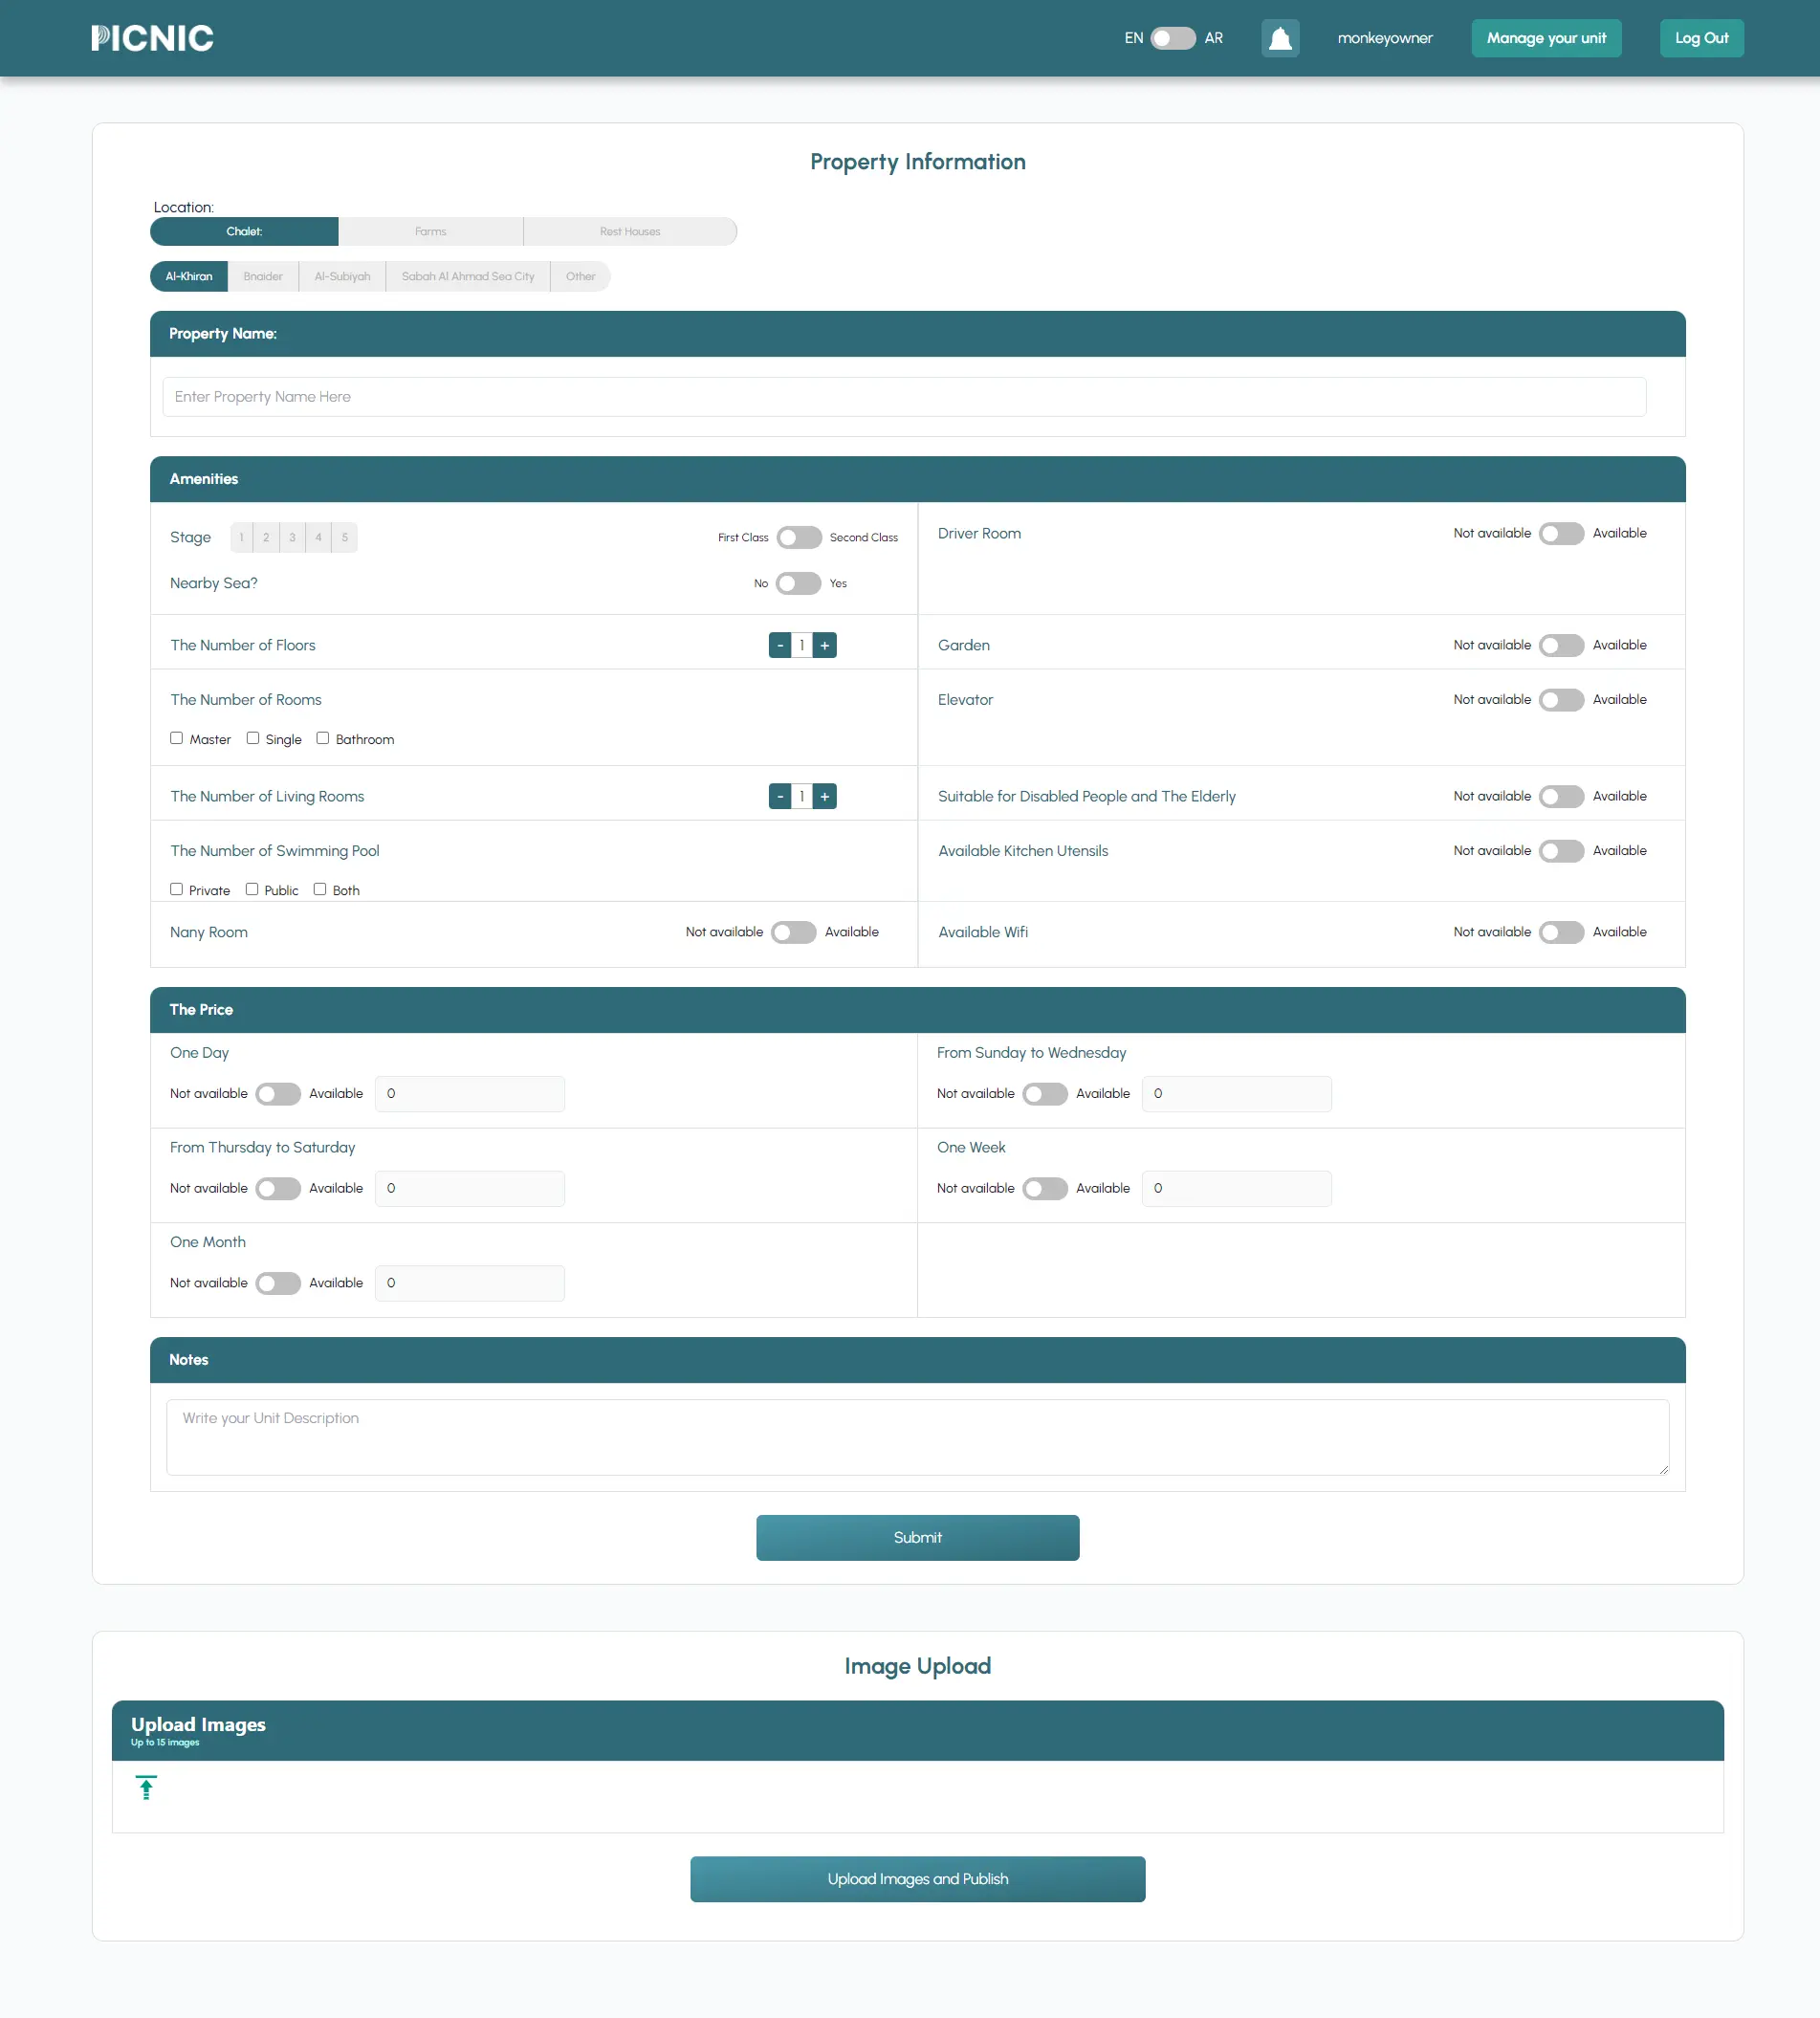 PICNIC EN AR monkeyowner Manage your unit Log Out
Property Information
Location:
Chalet: Farms Rest Houses
Al-Khiran Bnaider Al-Subiyah Sabah Al Ahmad Sea City Other
Property Name:
Enter Property Name Here
Amenities
Stage 1 2 3 4 5 First Class Second Class
Driver Room Not available Available
Nearby Sea? No Yes
The Number of Floors - 1 +
Garden Not available Available
The Number of Rooms
Master Single Bathroom
Elevator Not available Available
The Number of Living Rooms - 1 +
Suitable for Disabled People and The Elderly Not available Available
The Number of Swimming Pool
Private Public Both
Available Kitchen Utensils Not available Available
Nany Room Not available Available
Available Wifi Not available Available
The Price
One Day
Not available Available 0
From Sunday to Wednesday
Not available Available 0
From Thursday to Saturday
Not available Available 0
One Week
Not available Available 0
One Month
Not available Available 0
Notes
Write your Unit Description
Submit
Image Upload
Upload Images
Up to 15 images
Upload Images and Publish